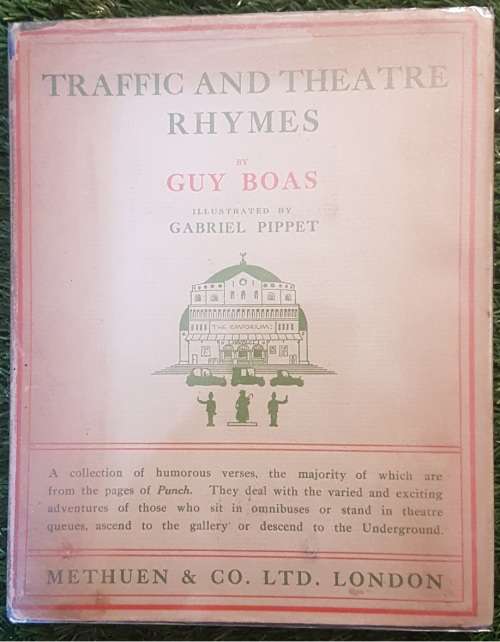 TRAFFIC AND THEATRE
RHYMES
BY
GUY BOAS
ILLUSTRATED BY
GABRIEL PIPPET
THE EMPORIUM
A collection of humorous verses, the majority of which are
from the pages of Punch. They deal with the varied and exciting
adventures of those who sit in omnibuses or stand in theatre
queues, ascend to the gallery or descend to the Underground.
METHUEN & CO. LTD. LONDON